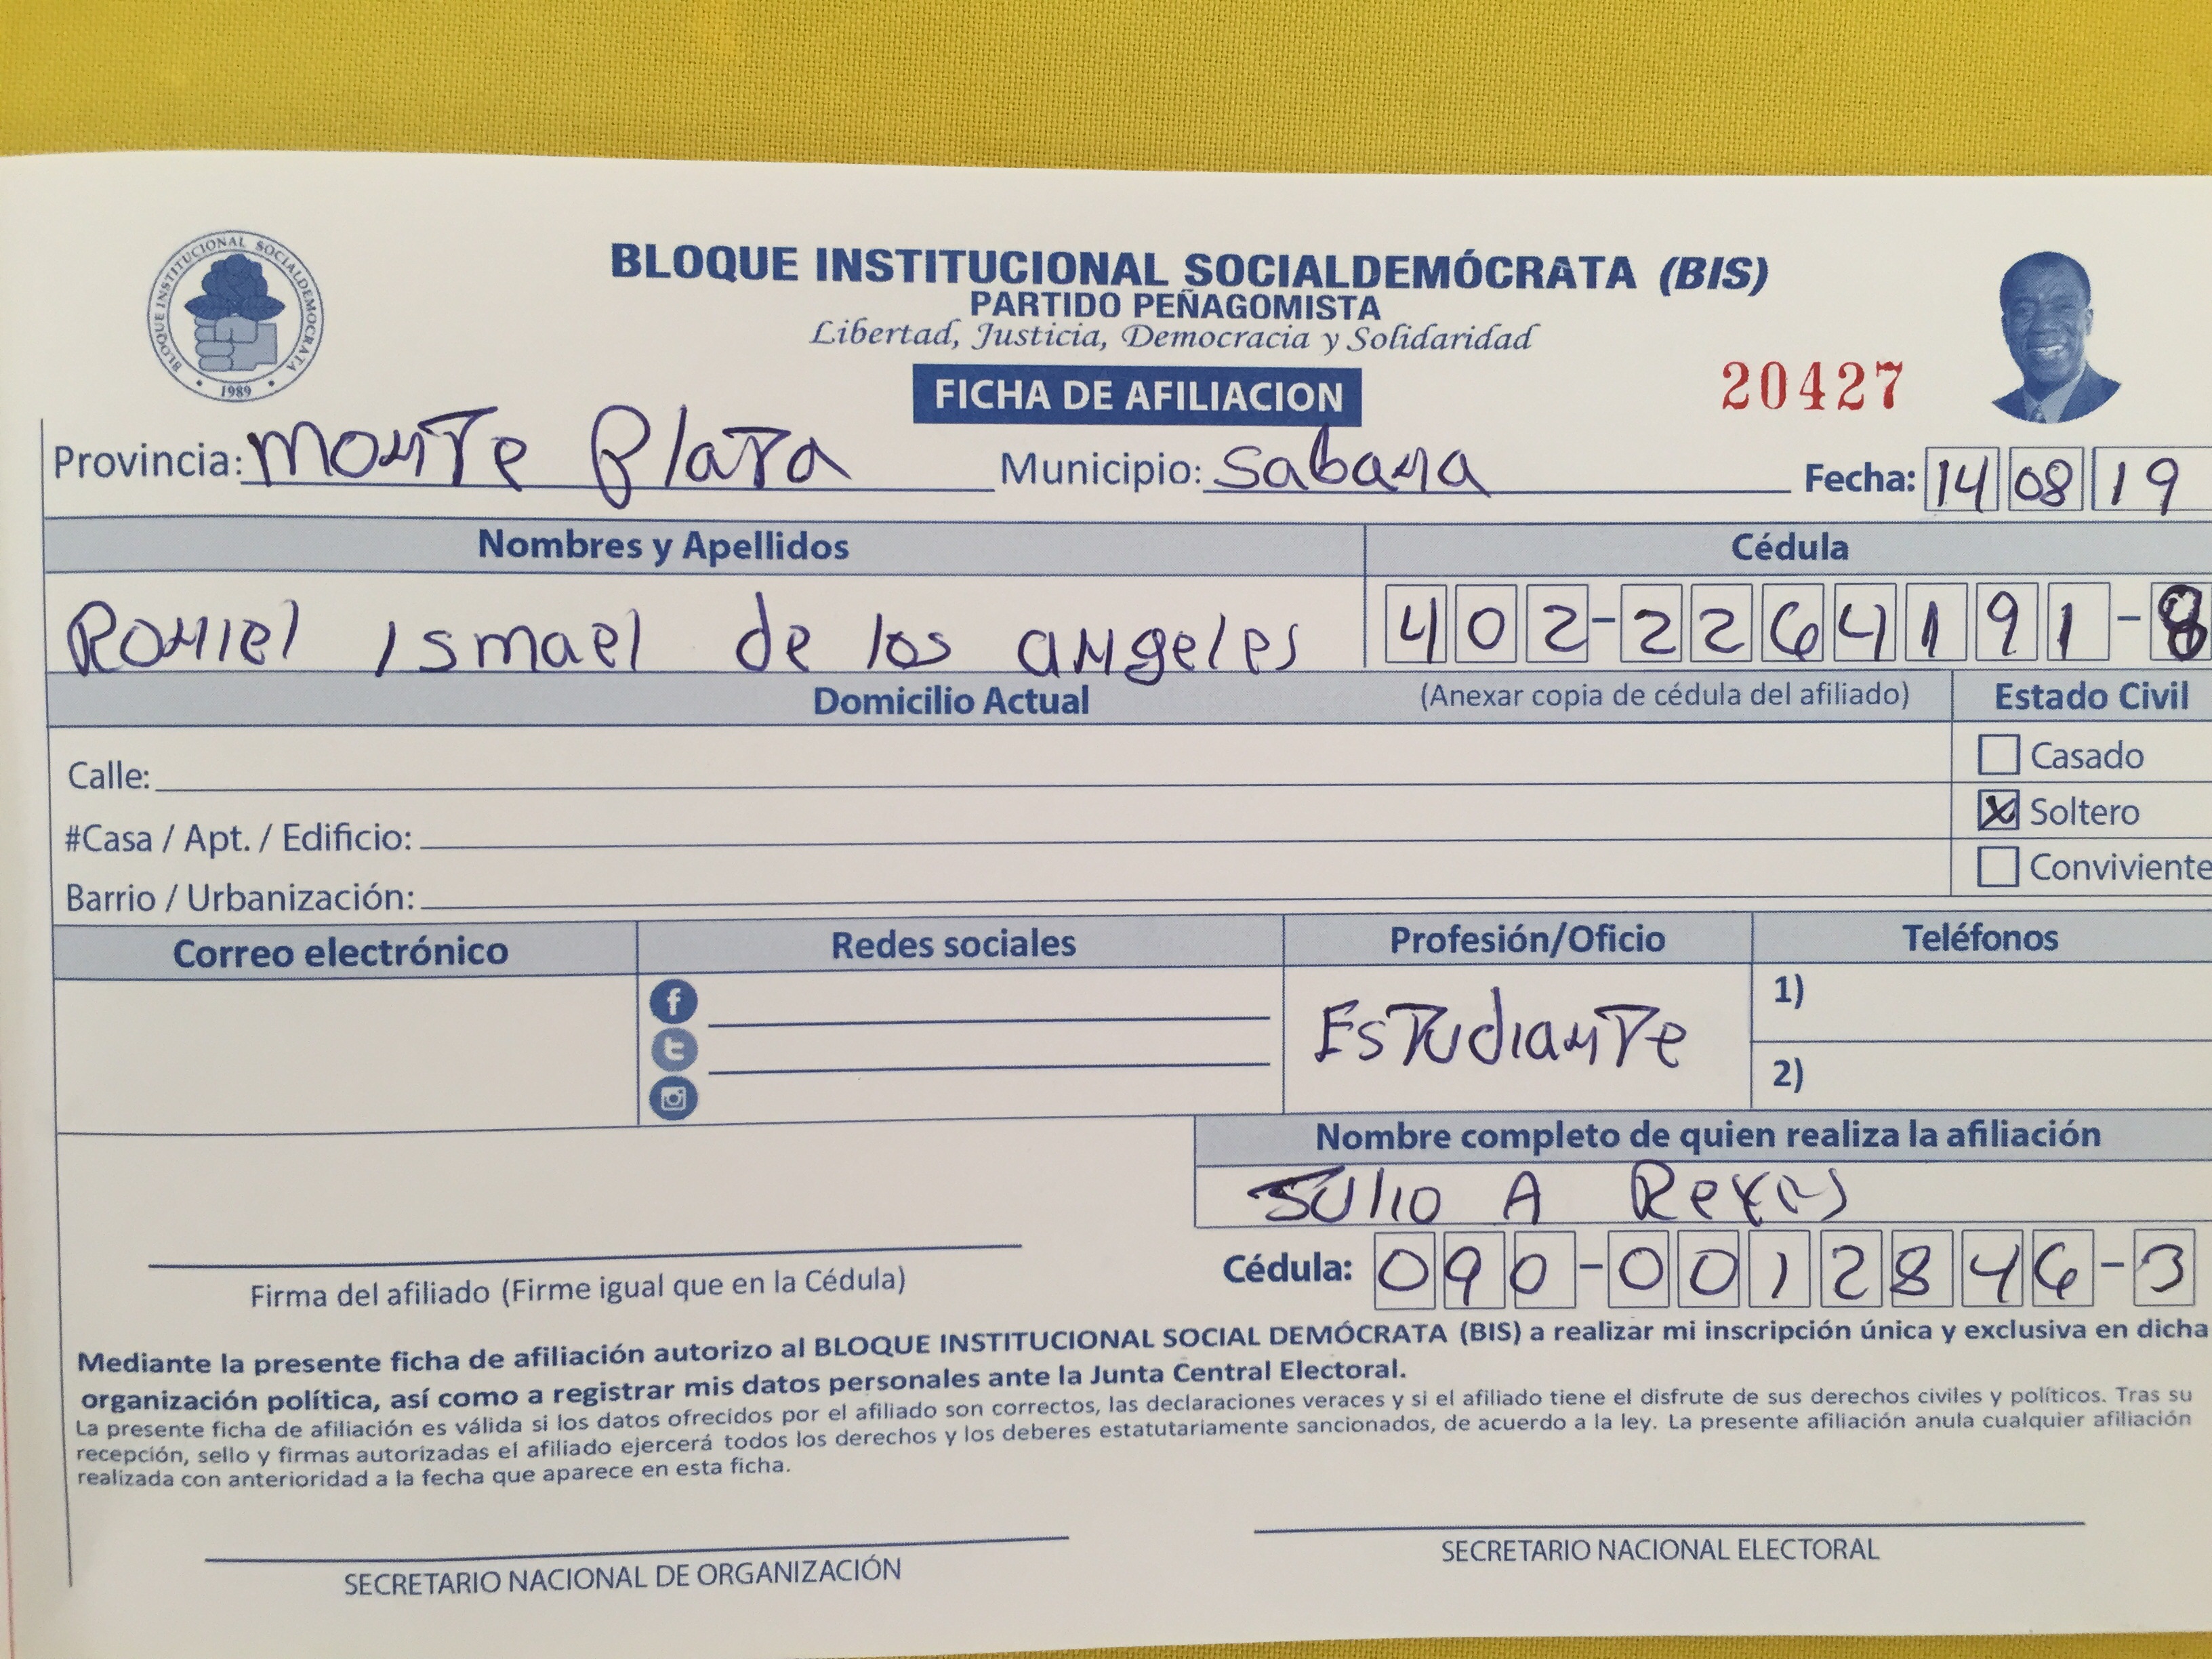 BLOQUE INSTITUCIONAL SOCIALDEMOCRATA
1989
BLOQUE INSTITUCIONAL SOCIALDEMÓCRATA (BIS)
PARTIDO PEÑAGOMISTA
Libertad, Justicia, Democracia y Solidaridad
FICHA DE AFILIACION
20427
Provincia: Monte Plata Municipio: Sabana Fecha: 14 08 19
Nombres y Apellidos Cédula
Roniel Ismael de los angeles 402-2264191-8
Domicilio Actual (Anexar copia de cédula del afiliado) Estado Civil
Casado
Calle:
Soltero
#Casa / Apt. / Edificio:
Conviviente
Barrio / Urbanización:
Correo electrónico Redes sociales Profesión/Oficio Teléfonos
1)
Estudiante
2)
Nombre completo de quien realiza la afiliación
Julio A Reyes
Cédula: 090-0012846-3
Firma del afiliado (Firme igual que en la Cédula)
Mediante la presente ficha de afiliación autorizo al BLOQUE INSTITUCIONAL SOCIAL DEMÓCRATA (BIS) a realizar mi inscripción única y exclusiva en dicha
organización política, así como a registrar mis datos personales ante la Junta Central Electoral.
La presente ficha de afiliación es válida si los datos ofrecidos por el afiliado son correctos, las declaraciones veraces y si el afiliado tiene el disfrute de sus derechos civiles y políticos. Tras su
recepción, sello y firmas autorizadas el afiliado ejercerá todos los derechos y los deberes estatutariamente sancionados, de acuerdo a la ley. La presente afiliación anula cualquier afiliación
realizada con anterioridad a la fecha que aparece en esta ficha.
SECRETARIO NACIONAL DE ORGANIZACIÓN SECRETARIO NACIONAL ELECTORAL